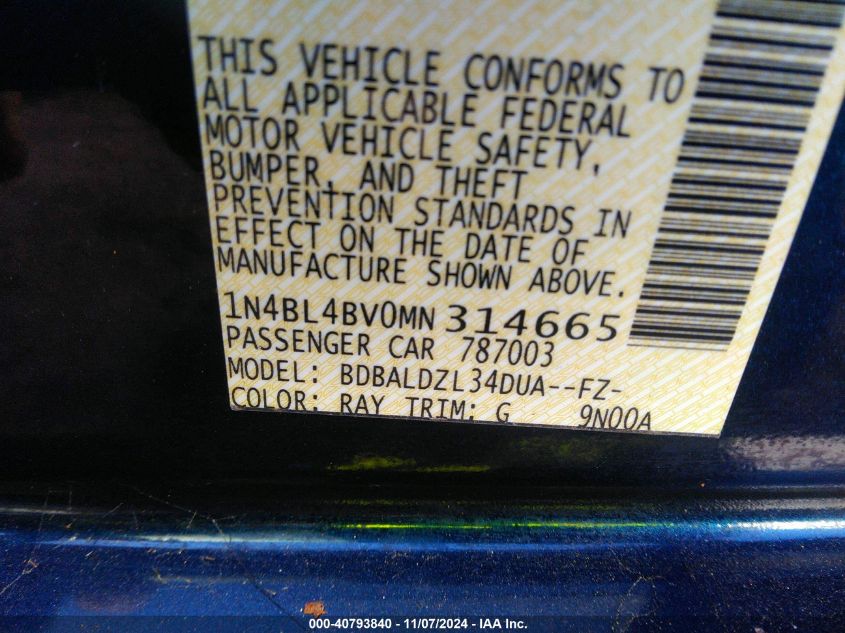 THIS VEHICLE CONFORMS TO
ALL APPLICABLE FEDERAL
MOTOR VEHICLE SAFETY,
BUMPER, AND THEFT
PREVENTION STANDARDS IN
EFFECT ON THE DATE OF
MANUFACTURE SHOWN ABOVE.
1N4BL4BV0MN314665
PASSENGER CAR 787003
MODEL: BDBALDZL34DUA--FZ-
COLOR: RAY TRIM: G 9N00A
000-40793840 - 11/07/2024 - IAA Inc.